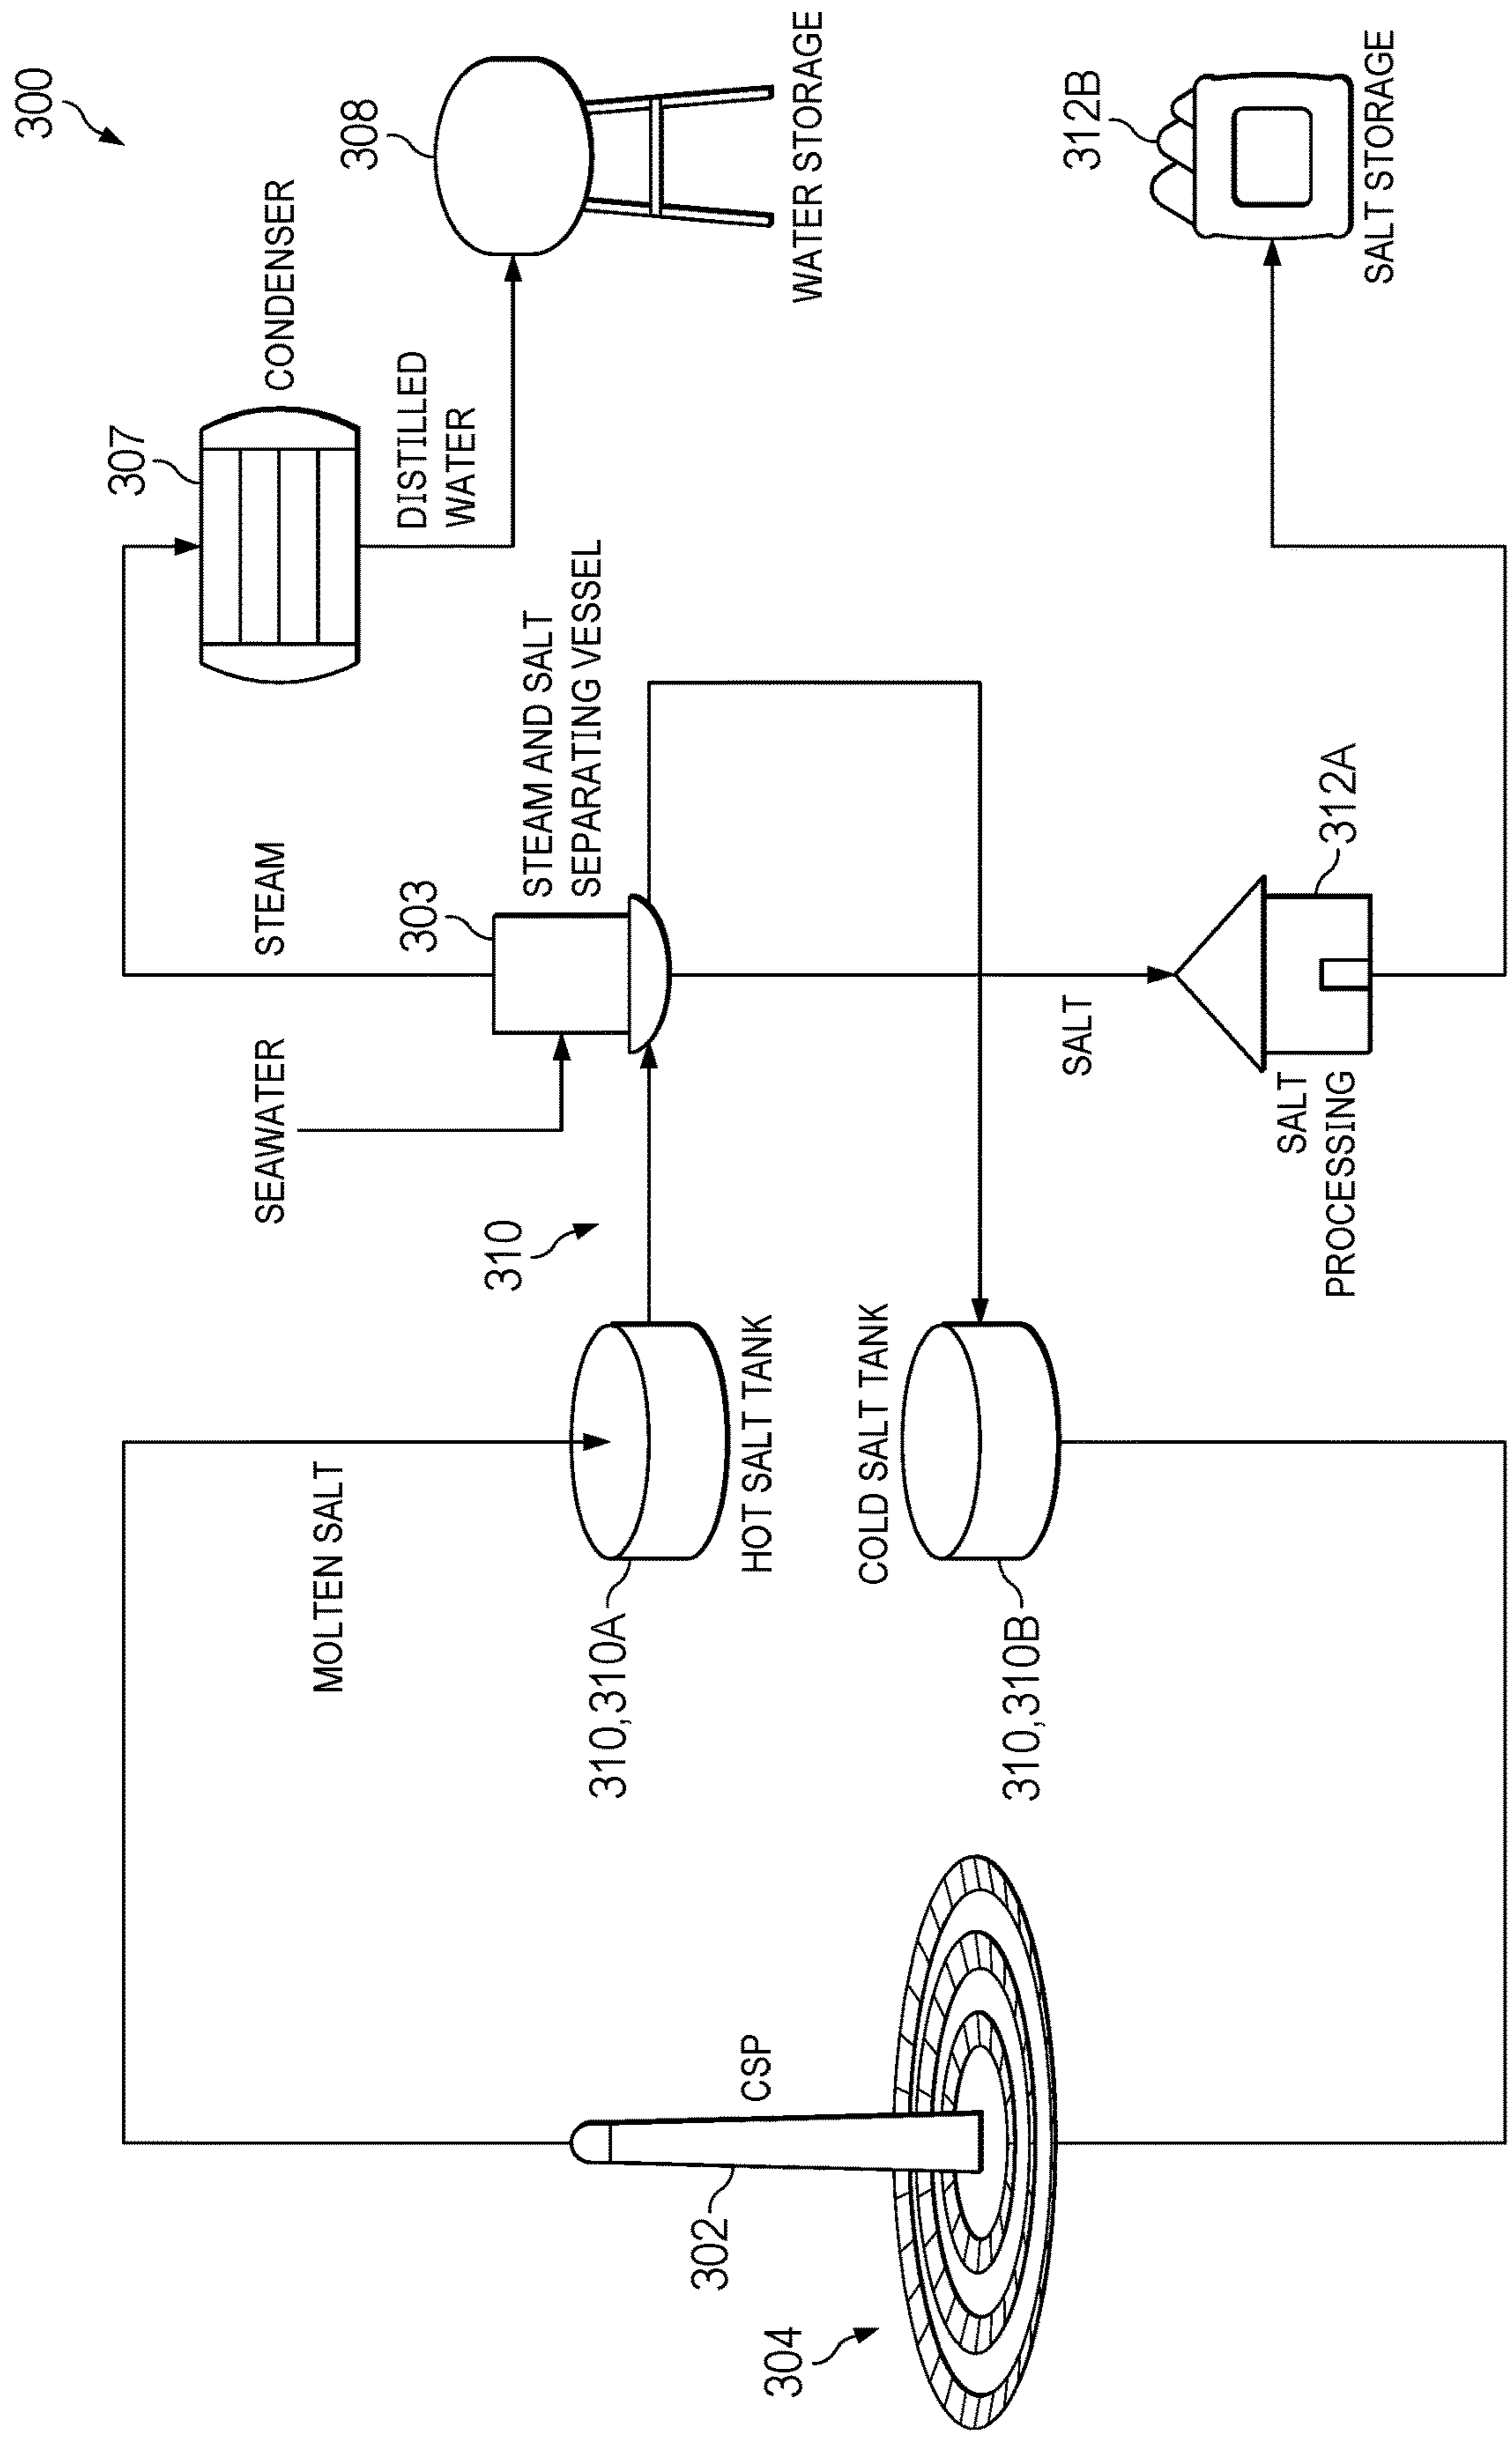 300
307
CONDENSER
308
DISTILLED
WATER
WATER STORAGE
STEAM
SEAWATER
303
STEAM AND SALT
SEPARATING VESSEL
MOLTEN SALT
310
310,310A
HOT SALT TANK
COLD SALT TANK
310,310B
CSP
302
304
SALT
SALT
PROCESSING
312A
312B
SALT STORAGE